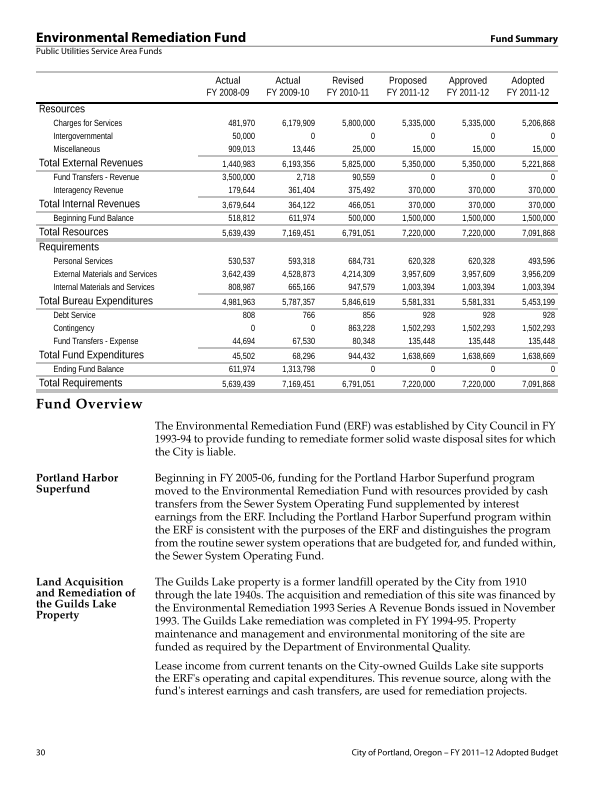 Environmental Remediation Fund Fund Summary
Public Utilities Service Area Funds
Actual Actual Revised Proposed Approved Adopted
FY 2008-09 FY 2009-10 FY 2010-11 FY 2011-12 FY 2011-12 FY 2011-12
Resources
Charges for Services 481,970 6,179,909 5,800,000 5,335,000 5,335,000 5,206,868
Intergovernmental 50,000 0 0 0 0 0
Miscellaneous 909,013 13,446 25,000 15,000 15,000 15,000
Total External Revenues 1,440,983 6,193,356 5,825,000 5,350,000 5,350,000 5,221,868
Fund Transfers - Revenue 3,500,000 2,718 90,559 0 0 0
Interagency Revenue 179,644 361,404 375,492 370,000 370,000 370,000
Total Internal Revenues 3,679,644 364,122 466,051 370,000 370,000 370,000
Beginning Fund Balance 518,812 611,974 500,000 1,500,000 1,500,000 1,500,000
Total Resources 5,639,439 7,169,451 6,791,051 7,220,000 7,220,000 7,091,868
Requirements
Personal Services 530,537 593,318 684,731 620,328 620,328 493,596
External Materials and Services 3,642,439 4,528,873 4,214,309 3,957,609 3,957,609 3,956,209
Internal Materials and Services 808,987 665,166 947,579 1,003,394 1,003,394 1,003,394
Total Bureau Expenditures 4,981,963 5,787,357 5,846,619 5,581,331 5,581,331 5,453,199
Debt Service 808 766 856 928 928 928
Contingency 0 0 863,228 1,502,293 1,502,293 1,502,293
Fund Transfers - Expense 44,694 67,530 80,348 135,448 135,448 135,448
Total Fund Expenditures 45,502 68,296 944,432 1,638,669 1,638,669 1,638,669
Ending Fund Balance 611,974 1,313,798 0 0 0 0
Total Requirements 5,639,439 7,169,451 6,791,051 7,220,000 7,220,000 7,091,868
Fund Overview
The Environmental Remediation Fund (ERF) was established by City Council in FY
1993-94 to provide funding to remediate former solid waste disposal sites for which
the City is liable.
Portland Harbor
Superfund
Beginning in FY 2005-06, funding for the Portland Harbor Superfund program
moved to the Environmental Remediation Fund with resources provided by cash
transfers from the Sewer System Operating Fund supplemented by interest
earnings from the ERF. Including the Portland Harbor Superfund program within
the ERF is consistent with the purposes of the ERF and distinguishes the program
from the routine sewer system operations that are budgeted for, and funded within,
the Sewer System Operating Fund.
Land Acquisition
and Remediation of
the Guilds Lake
Property
The Guilds Lake property is a former landfill operated by the City from 1910
through the late 1940s. The acquisition and remediation of this site was financed by
the Environmental Remediation 1993 Series A Revenue Bonds issued in November
1993. The Guilds Lake remediation was completed in FY 1994-95. Property
maintenance and management and environmental monitoring of the site are
funded as required by the Department of Environmental Quality.
Lease income from current tenants on the City-owned Guilds Lake site supports
the ERF's operating and capital expenditures. This revenue source, along with the
fund's interest earnings and cash transfers, are used for remediation projects.
30 City of Portland, Oregon – FY 2011–12 Adopted Budget